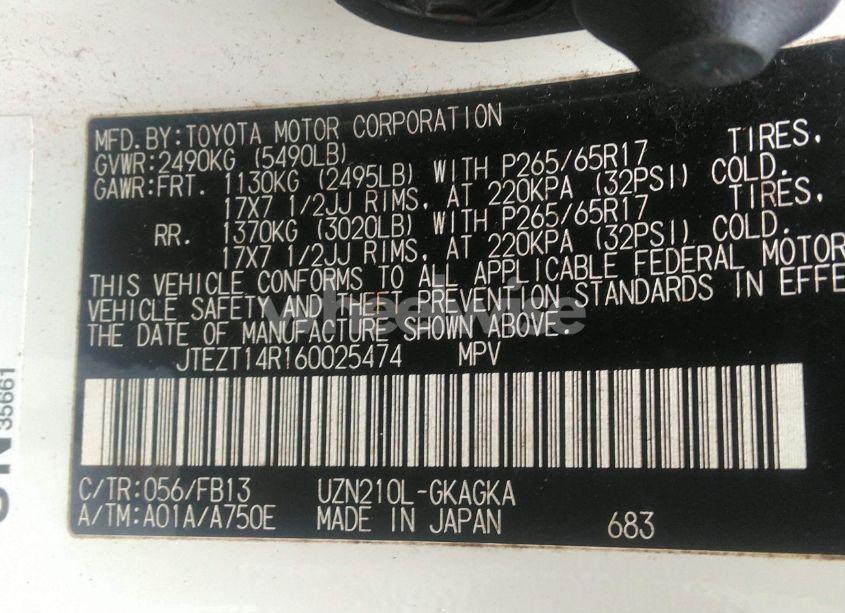 MFD.BY:TOYOTA MOTOR CORPORATION
GVWR:2490KG (5490LB)
GAWR:FRT. 1130KG (2495LB) WITH P265/65R17 TIRES,
17X7 1/2JJ RIMS, AT 220KPA (32PSI) COLD.
RR. 1370KG (3020LB) WITH P265/65R17 TIRES,
17X7 1/2JJ RIMS, AT 220KPA (32PSI) COLD.
THIS VEHICLE CONFORMS TO ALL APPLICABLE FEDERAL MOTOR
VEHICLE SAFETY AND THEFT PREVENTION STANDARDS IN EFFE
THE DATE OF MANUFACTURE SHOWN ABOVE.
JTEZT14R160025474 MPV
C/TR:056/FB13 UZN210L-GKAGKA
A/TM:A01A/A750E MADE IN JAPAN 683
35661
wheelwire